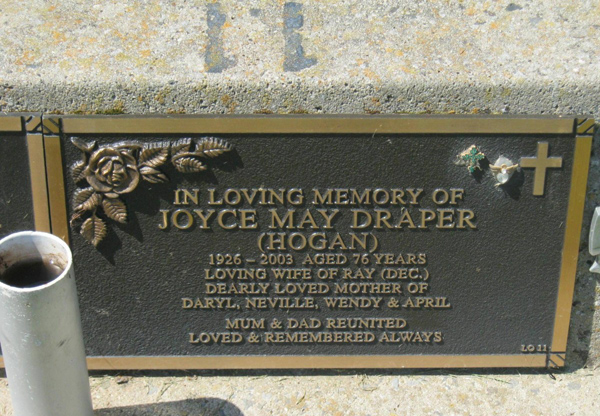 IN LOVING MEMORY OF
JOYCE MAY DRAPER
(HOGAN)
1926 – 2003 AGED 76 YEARS
LOVING WIFE OF RAY (DEC.)
DEARLY LOVED MOTHER OF
DARYL, NEVILLE, WENDY & APRIL
MUM & DAD REUNITED
LOVED & REMEMBERED ALWAYS
LO 11